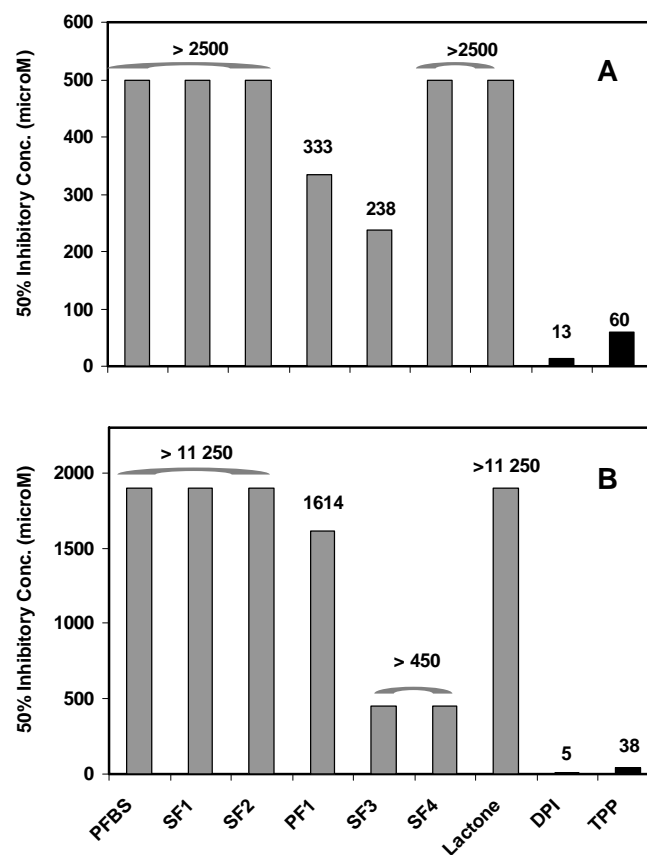 600
500
400
300
200
100
0
50% Inhibitory Conc. (microM)
> 2500
>2500
A
333
238
13
60
2000
1500
1000
500
0
50% Inhibitory Conc. (microM)
> 11 250
>11 250
B
1614
> 450
5
38
PFBS
SF1
SF2
PF1
SF3
SF4
Lactone
DPI
TPP